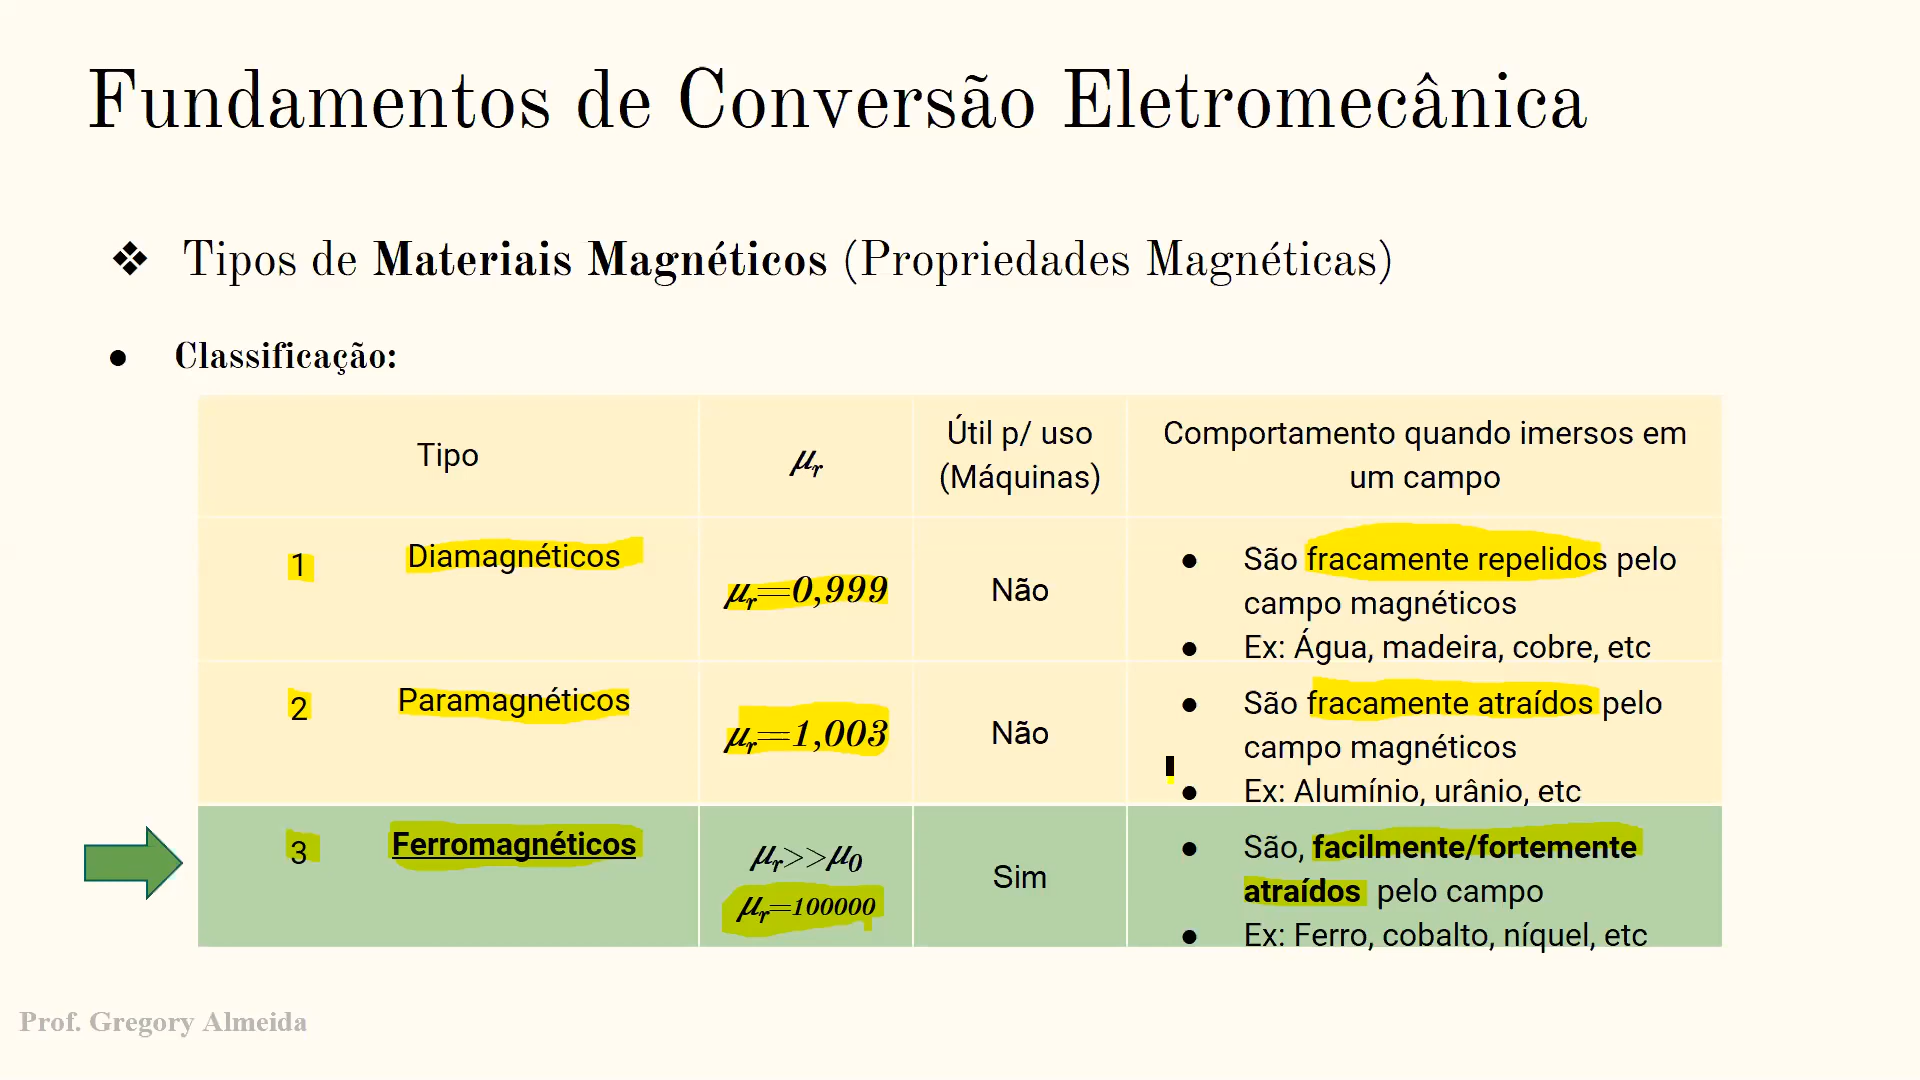 Fundamentos de Conversão Eletromecânica
❖ Tipos de Materiais Magnéticos (Propriedades Magnéticas)
● Classificação:
Tipo
μr
Útil p/ uso
(Máquinas)
Comportamento quando imersos em
um campo
1 Diamagnéticos
μr=0,999
Não
● São fracamente repelidos pelo
campo magnéticos
● Ex: Água, madeira, cobre, etc
2 Paramagnéticos
μr=1,003
Não
● São fracamente atraídos pelo
campo magnéticos
● Ex: Alumínio, urânio, etc
3 Ferromagnéticos
μr>>μ0
μr=100000
Sim
● São, facilmente/fortemente
atraídos pelo campo
● Ex: Ferro, cobalto, níquel, etc
Prof. Gregory Almeida